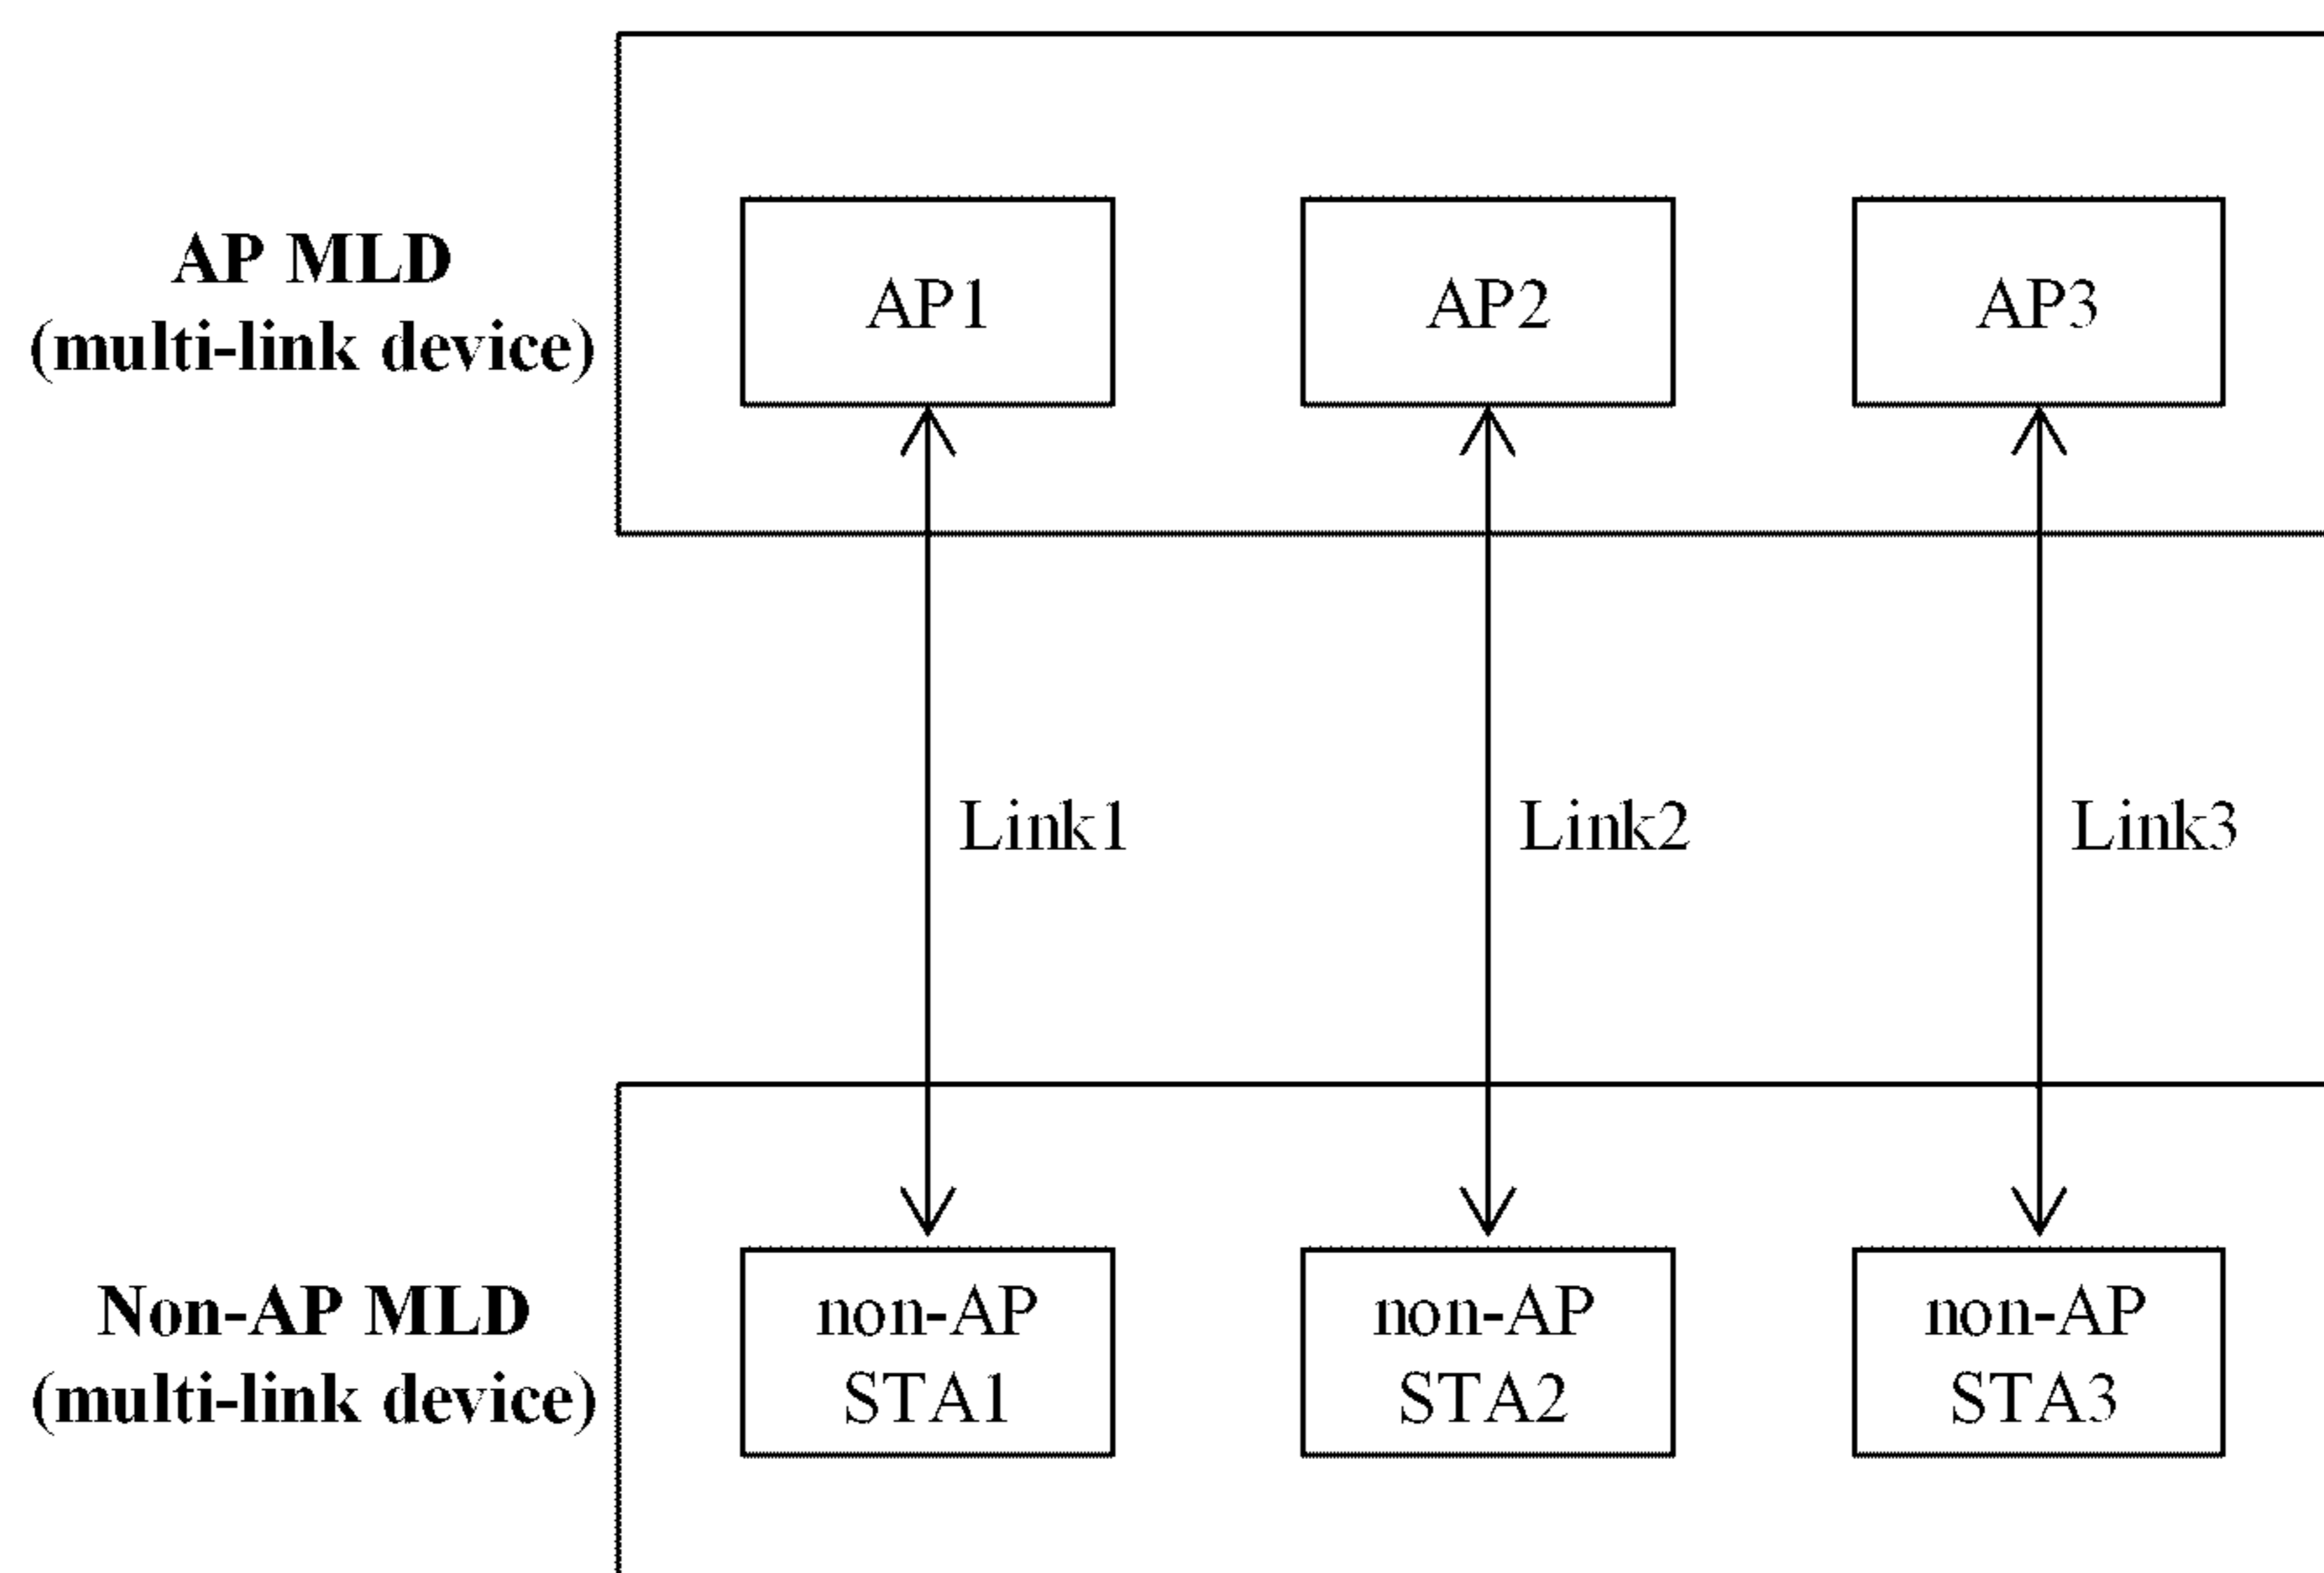 AP MLD
(multi-link device)
AP1
AP2
AP3
Link1
Link2
Link3
Non-AP MLD
(multi-link device)
non-AP
STA1
non-AP
STA2
non-AP
STA3